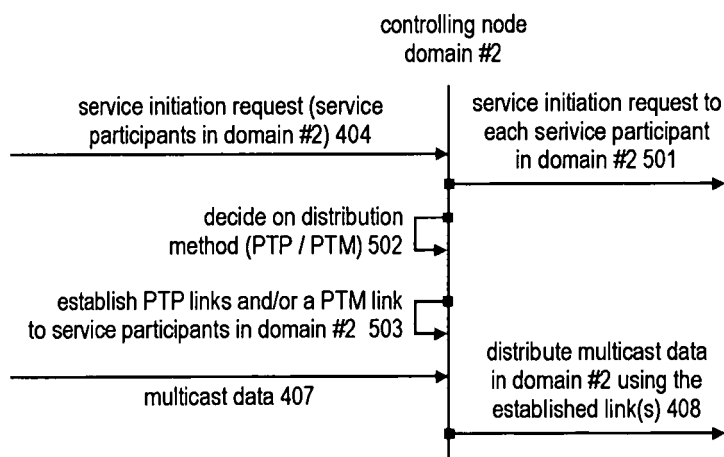 controlling node
domain #2
service initiation request (service
participants in domain #2) 404
service initiation request to
each serivice participant
in domain #2 501
decide on distribution
method (PTP / PTM) 502
establish PTP links and/or a PTM link
to service participants in domain #2 503
multicast data 407
distribute multicast data
in domain #2 using the
established link(s) 408